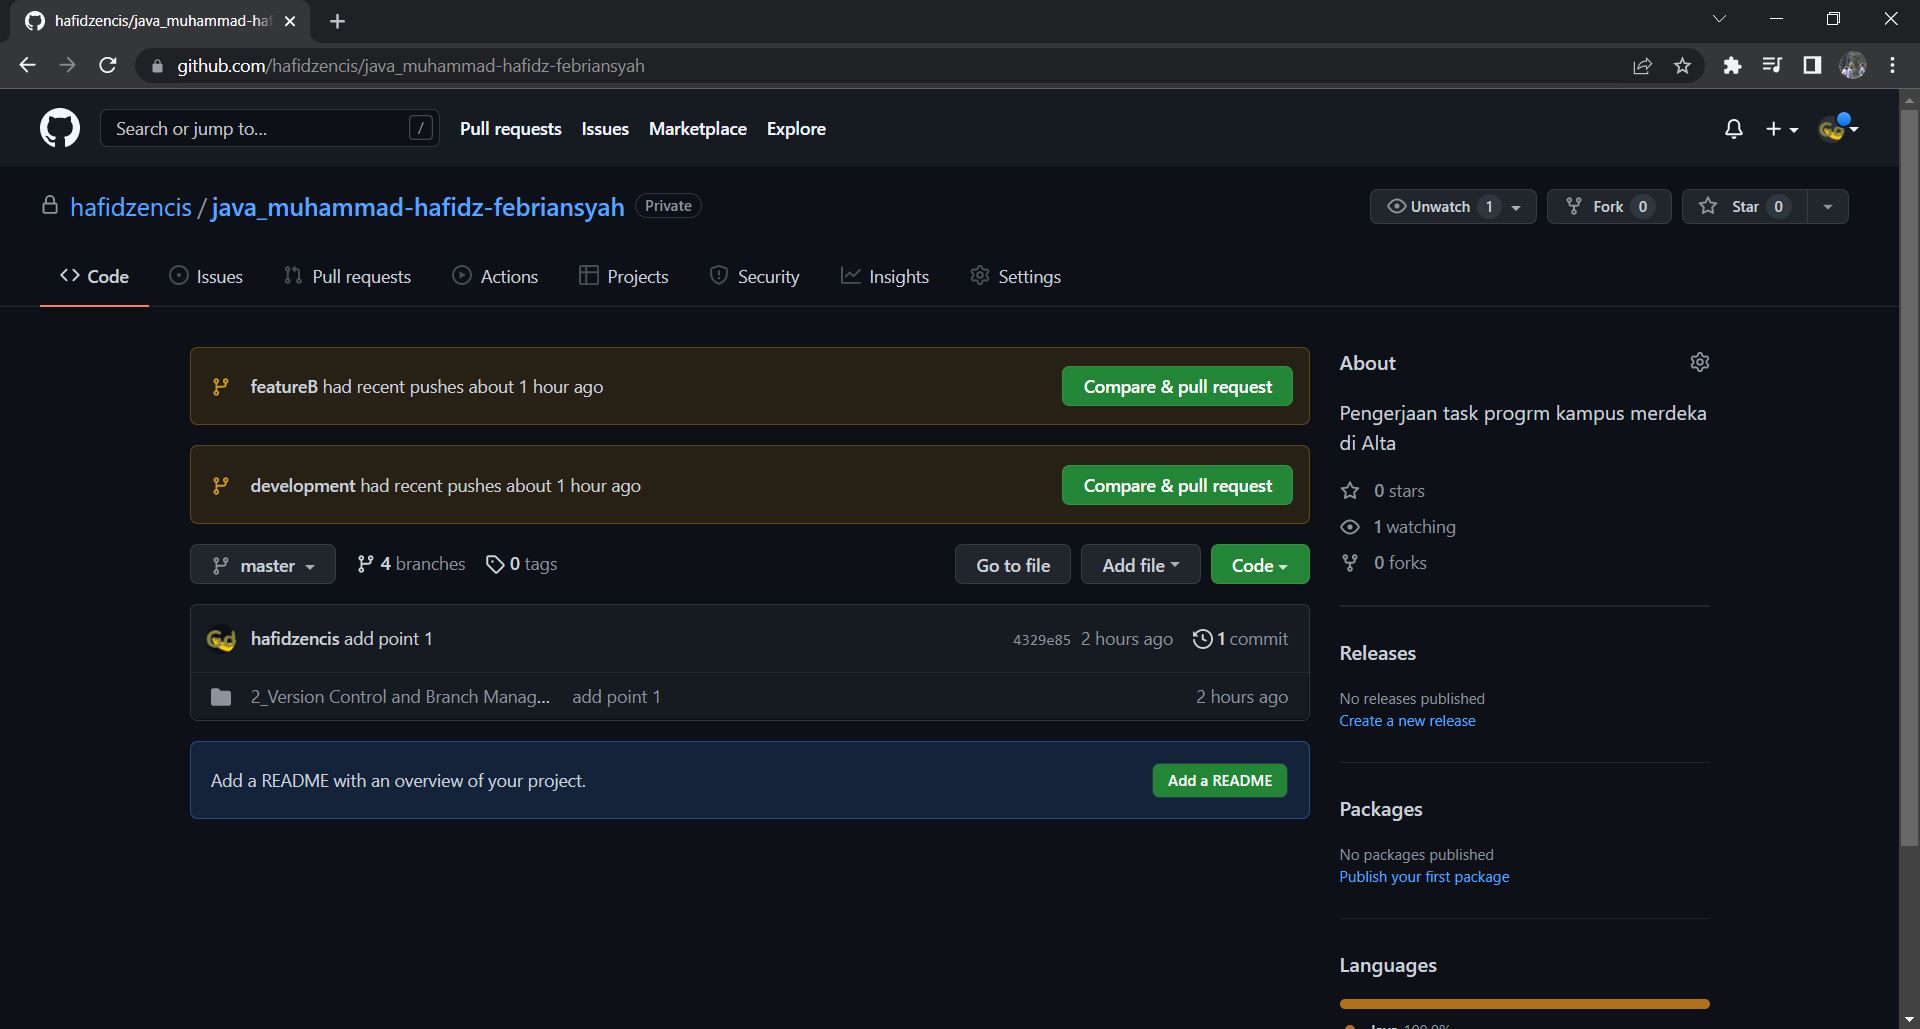 hafidzencis/java_muhammad-haf
github.com/hafidzencis/java_muhammad-hafidz-febriansyah
Search or jump to... /
Pull requests Issues Marketplace Explore
hafidzencis / java_muhammad-hafidz-febriansyah Private
Unwatch 1 Fork 0 Star 0
Code Issues Pull requests Actions Projects Security Insights Settings
featureB had recent pushes about 1 hour ago Compare & pull request
development had recent pushes about 1 hour ago Compare & pull request
master 4 branches 0 tags Go to file Add file Code
hafidzencis add point 1 4329e85 2 hours ago 1 commit
2_Version Control and Branch Manag... add point 1 2 hours ago
Add a README with an overview of your project. Add a README
About
Pengerjaan task progrm kampus merdeka
di Alta
0 stars
1 watching
0 forks
Releases
No releases published
Create a new release
Packages
No packages published
Publish your first package
Languages